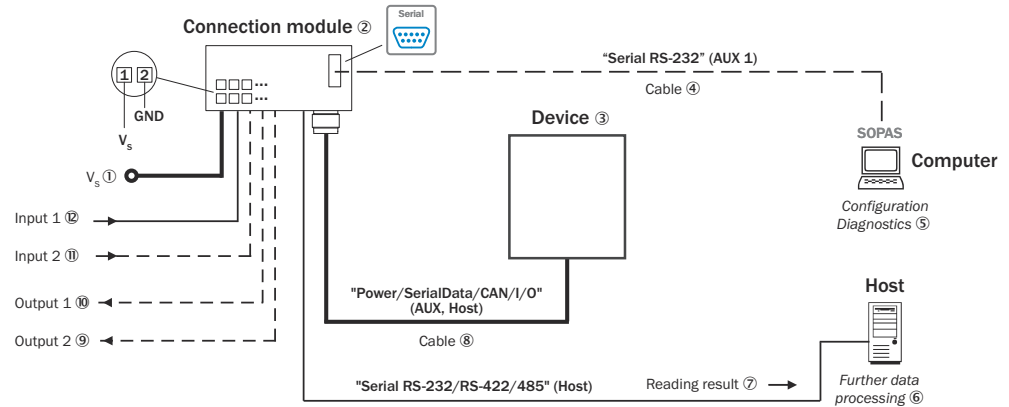 Serial
Connection module ②
"Serial RS-232" (AUX 1)
Cable ④
1 2
GND
Vs
Device ③
SOPAS
Computer
Vs ①
Configuration
Diagnostics ⑤
Input 1 ⑫
Input 2 ⑪
Output 1 ⑩
Output 2 ⑨
"Power/SerialData/CAN/I/O"
(AUX, Host)
Cable ⑧
Host
"Serial RS-232/RS-422/485" (Host)
Reading result ⑦
Further data
processing ⑥